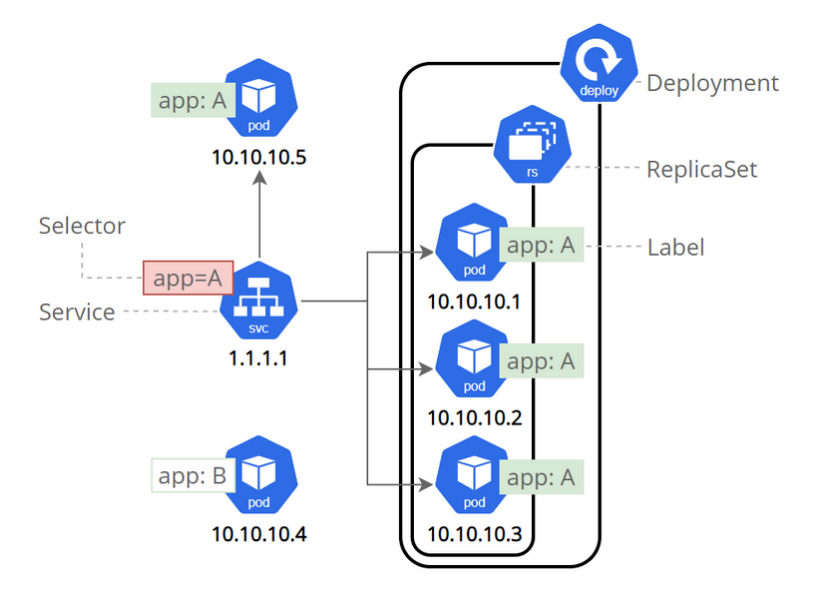 deploy
Deployment
app: A
pod
10.10.10.5
rs
ReplicaSet
Selector
app=A
Service
svc
1.1.1.1
app: A
Label
pod
10.10.10.1
app: A
pod
10.10.10.2
app: B
pod
10.10.10.4
app: A
pod
10.10.10.3